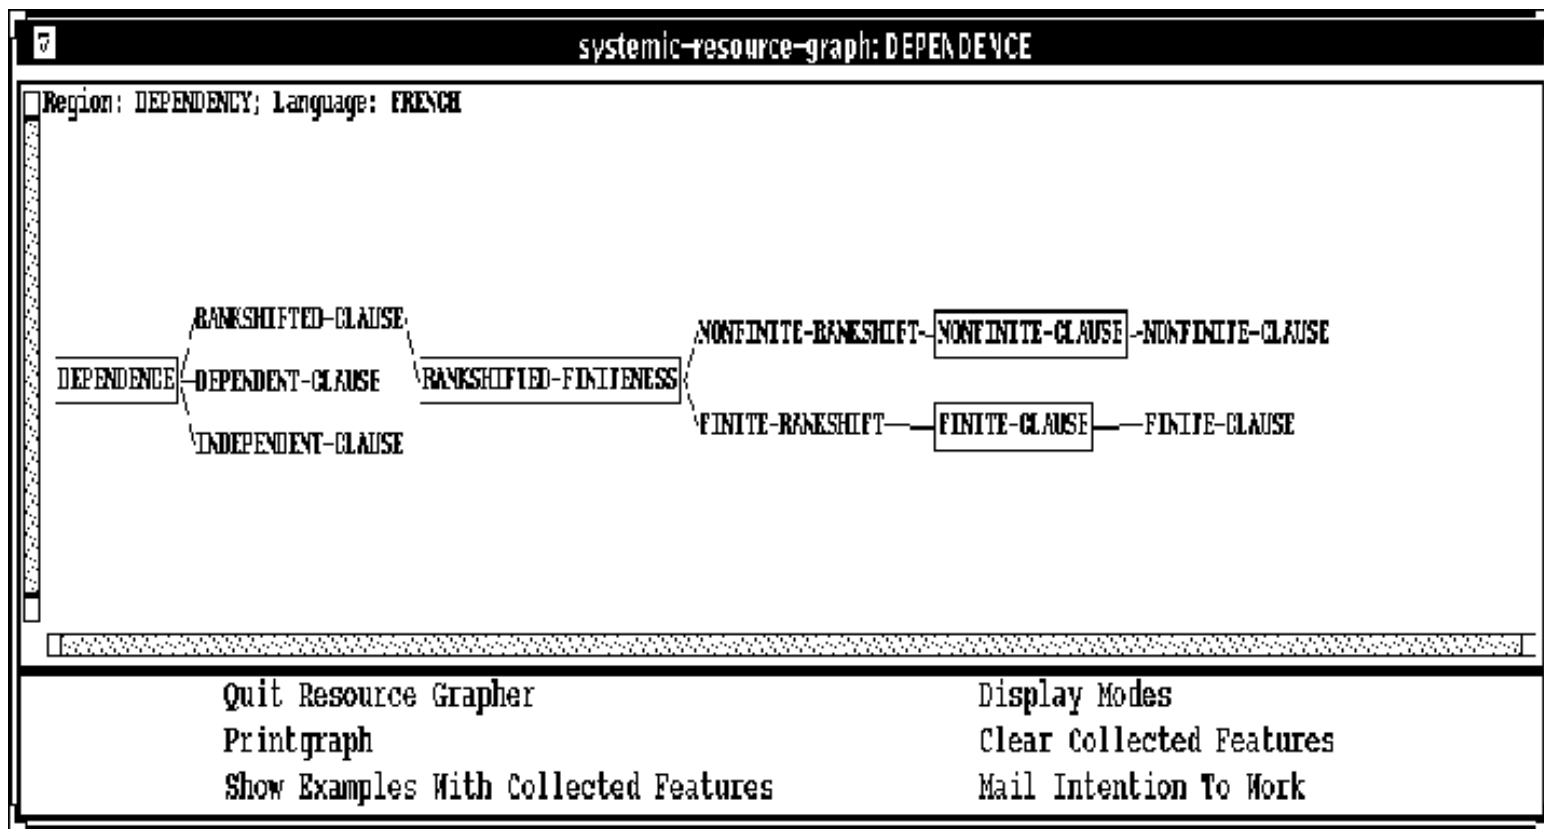 systemic-resource-graph: DEPENDENCE
Region: DEPENDENCY; Language: FRENCH
RANKSHIFTED-CLAUSE
NONFINITE-RANKSHIFT
NONFINITE-CLAUSE
NONFINITE-CLAUSE
DEPENDENCE
DEPENDENT-CLAUSE
RANKSHIFTED-FINITENESS
FINITE-RANKSHIFT
FINITE-CLAUSE
FINITE-CLAUSE
INDEPENDENT-CLAUSE
Quit Resource Grapher
Display Modes
Printgraph
Clear Collected Features
Show Examples With Collected Features
Mail Intention To Work